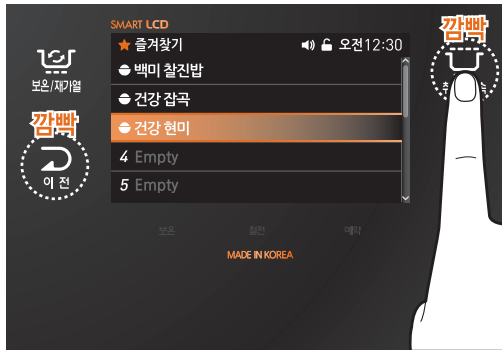 SMART LCD
★ 즐겨찾기
오전12:30
백미 찰진밥
건강 잡곡
건강 현미
4 Empty
5 Empty
깜빡
보온/재가열
깜빡
이 전
보온
예약
MADE IN KOREA